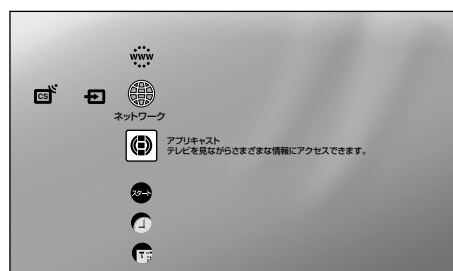 www
CS
ネットワーク
アプリキャスト
テレビを見ながらさまざまな情報にアクセスできます。
スタート